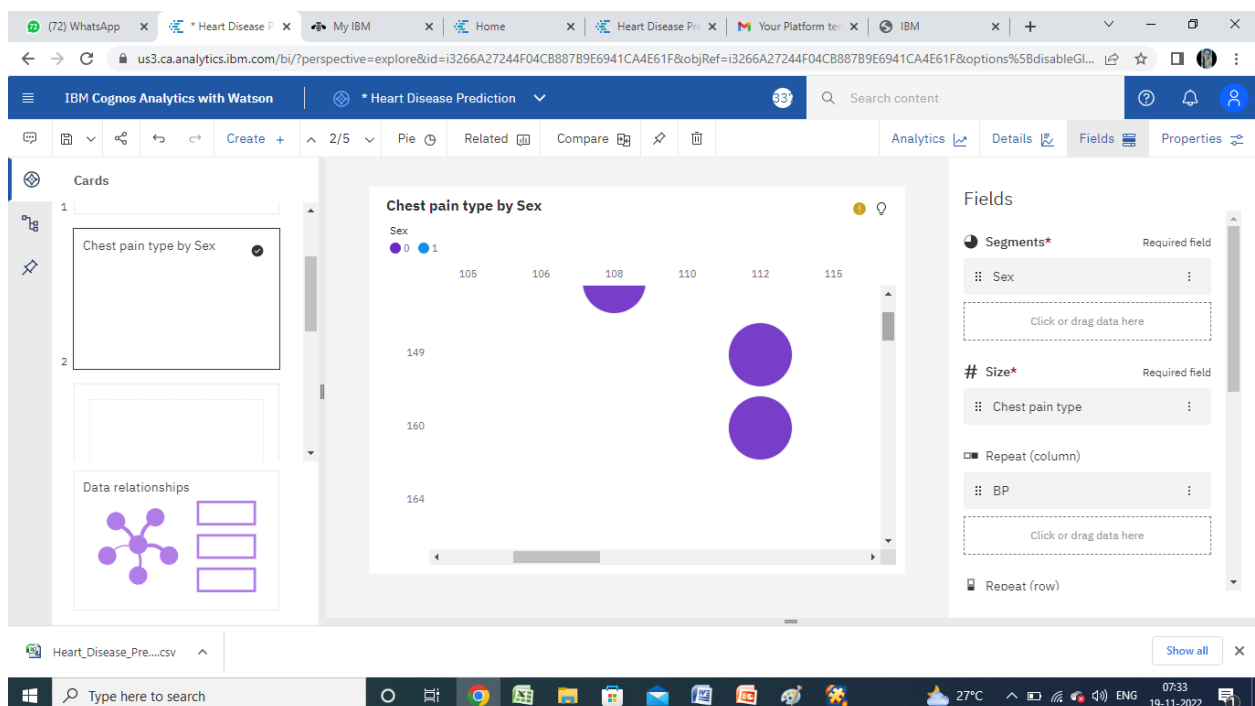 72 (72) WhatsApp
* Heart Disease P
My IBM
Home
Heart Disease Pre
Your Platform te
IBM
us3.ca.analytics.ibm.com/bi/?perspective=explore&id=i3266A27244F04CB887B9E6941CA4E61F&objRef=i3266A27244F04CB887B9E6941CA4E61F&options%5BdisableGl...
IBM Cognos Analytics with Watson
* Heart Disease Prediction
Search content
Create +
2/5
Pie
Related
Compare
Analytics
Details
Fields
Properties
Cards
1
Chest pain type by Sex
2
Data relationships
Chest pain type by Sex
Sex
0 1
105 106 108 110 112 115
149
160
164
Fields
Segments* Required field
Sex
Click or drag data here
# Size* Required field
Chest pain type
Repeat (column)
BP
Click or drag data here
Repeat (row)
Heart_Disease_Pre....csv
Show all
Type here to search
27°C
ENG
07:33
19-11-2022